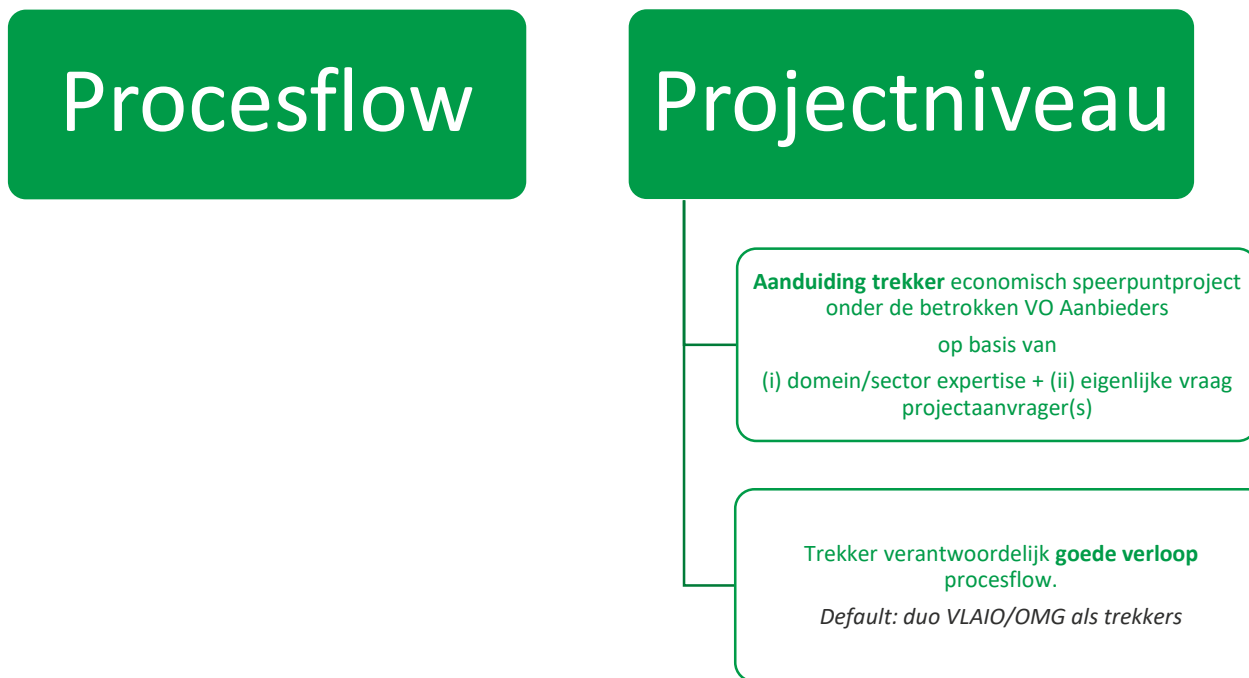 Procesflow
Projectniveau
Aanduiding trekker economisch speerpuntproject
onder de betrokken VO Aanbieders
op basis van
(i) domein/sector expertise + (ii) eigenlijke vraag
projectaanvrager(s)
Trekker verantwoordelijk goede verloop
procesflow.
Default: duo VLAIO/OMG als trekkers